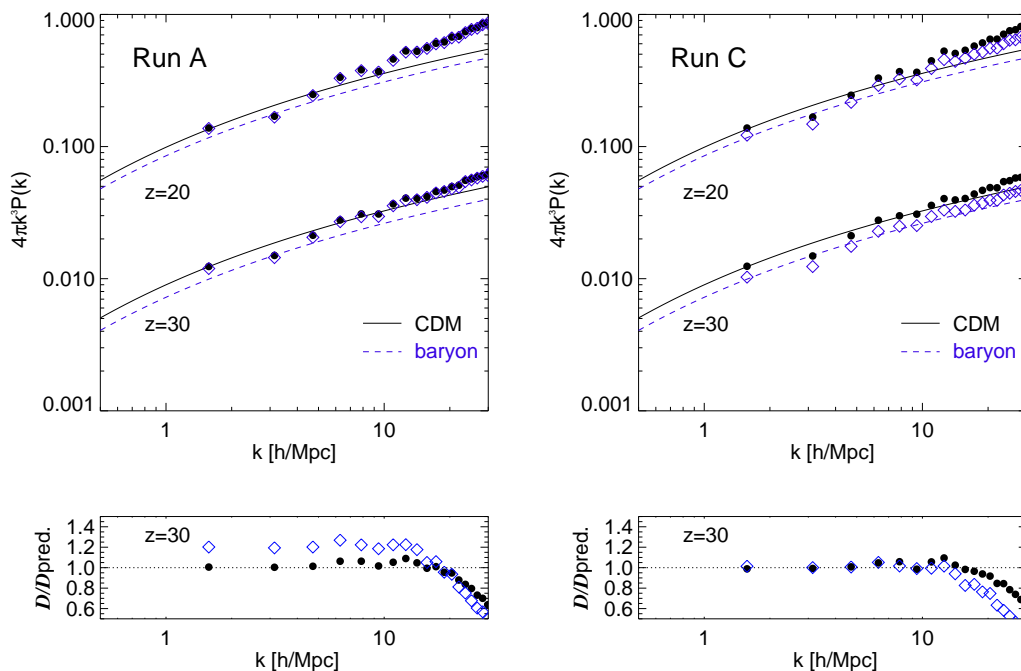 Run A
1.000
0.100
0.010
0.001
4πk³P(k)
z=20
z=30
CDM
baryon
1
10
k [h/Mpc]
Run C
1.000
0.100
0.010
0.001
4πk³P(k)
z=20
z=30
CDM
baryon
1
10
k [h/Mpc]
z=30
1.4
1.2
1.0
0.8
0.6
D/Dpred.
1
10
k [h/Mpc]
z=30
1.4
1.2
1.0
0.8
0.6
D/Dpred.
1
10
k [h/Mpc]